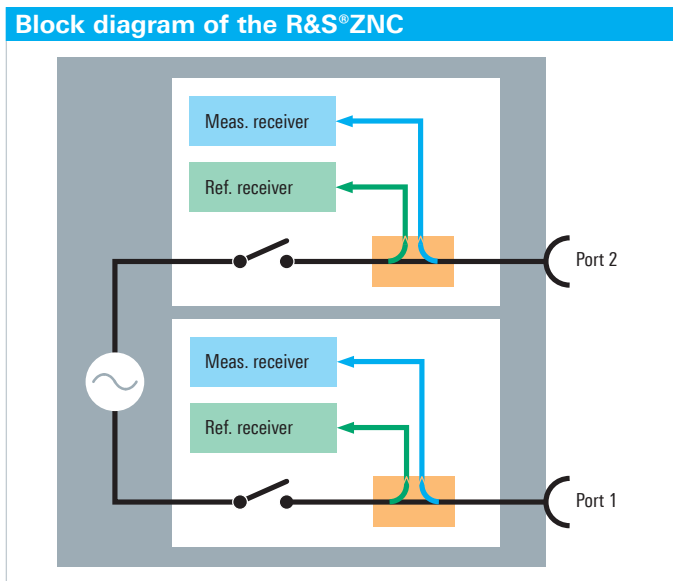 Block diagram of the R&S®ZNC
Meas. receiver
Ref. receiver
Port 2
Meas. receiver
Ref. receiver
Port 1